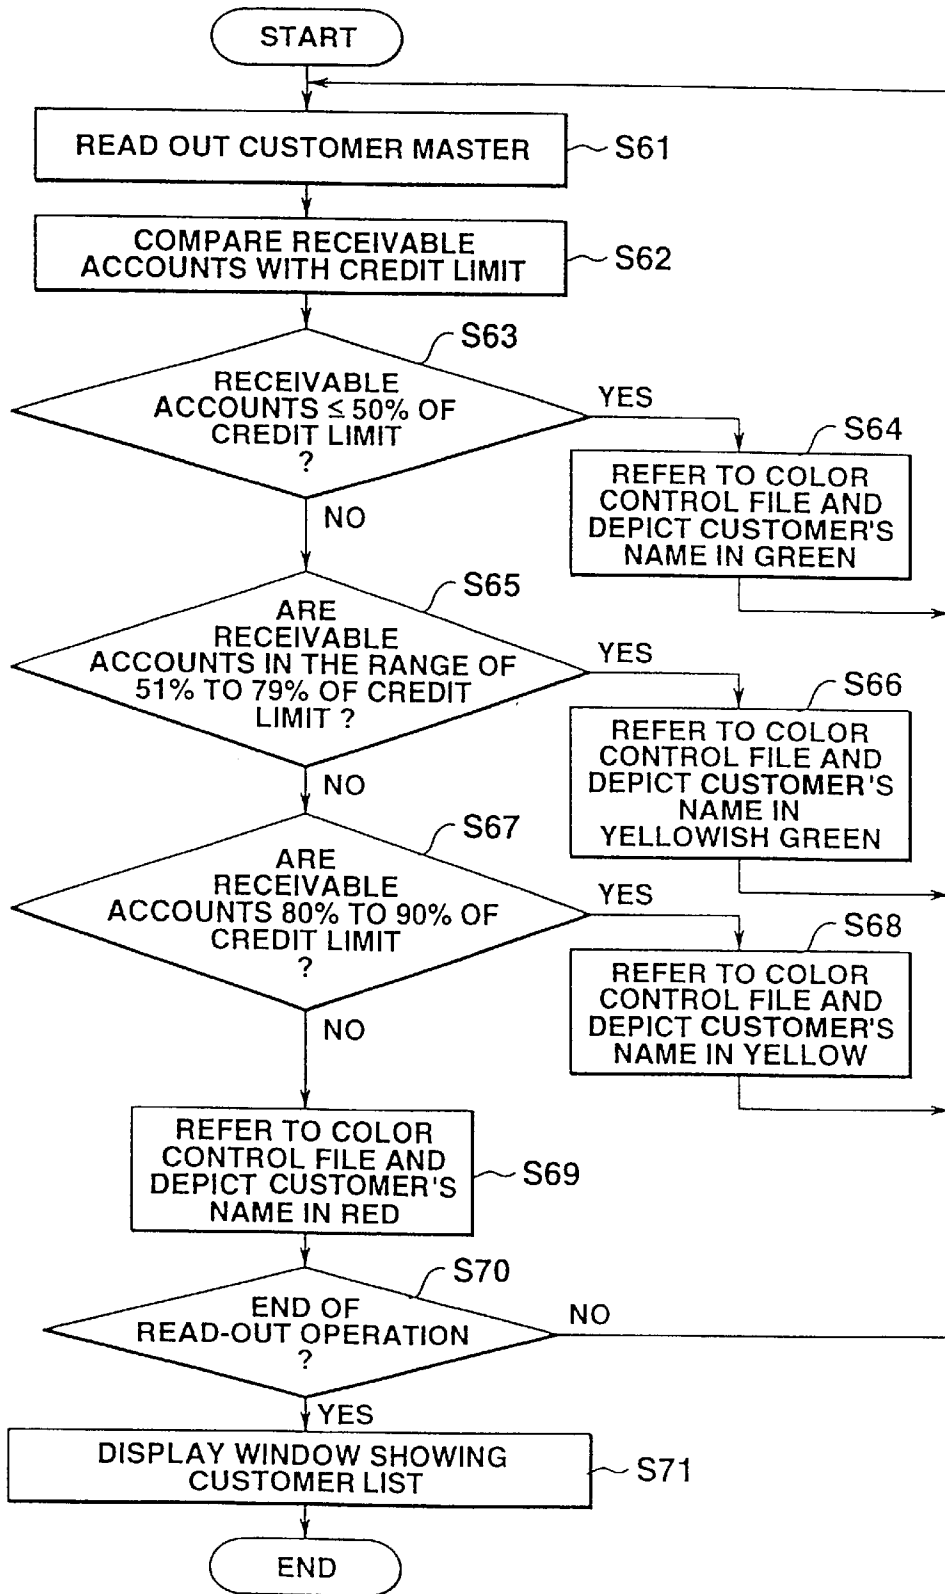 START
READ OUT CUSTOMER MASTER
S61
COMPARE RECEIVABLE
ACCOUNTS WITH CREDIT LIMIT
S62
S63
RECEIVABLE
ACCOUNTS ≤ 50% OF
CREDIT LIMIT
?
YES
NO
S64
REFER TO COLOR
CONTROL FILE AND
DEPICT CUSTOMER'S
NAME IN GREEN
S65
ARE
RECEIVABLE
ACCOUNTS IN THE RANGE OF
51% TO 79% OF CREDIT
LIMIT ?
YES
NO
S66
REFER TO COLOR
CONTROL FILE AND
DEPICT CUSTOMER'S
NAME IN
YELLOWISH GREEN
S67
ARE
RECEIVABLE
ACCOUNTS 80% TO 90% OF
CREDIT LIMIT
?
YES
NO
S68
REFER TO COLOR
CONTROL FILE AND
DEPICT CUSTOMER'S
NAME IN YELLOW
REFER TO COLOR
CONTROL FILE AND
DEPICT CUSTOMER'S
NAME IN RED
S69
S70
END OF
READ-OUT OPERATION
?
NO
YES
DISPLAY WINDOW SHOWING
CUSTOMER LIST
S71
END